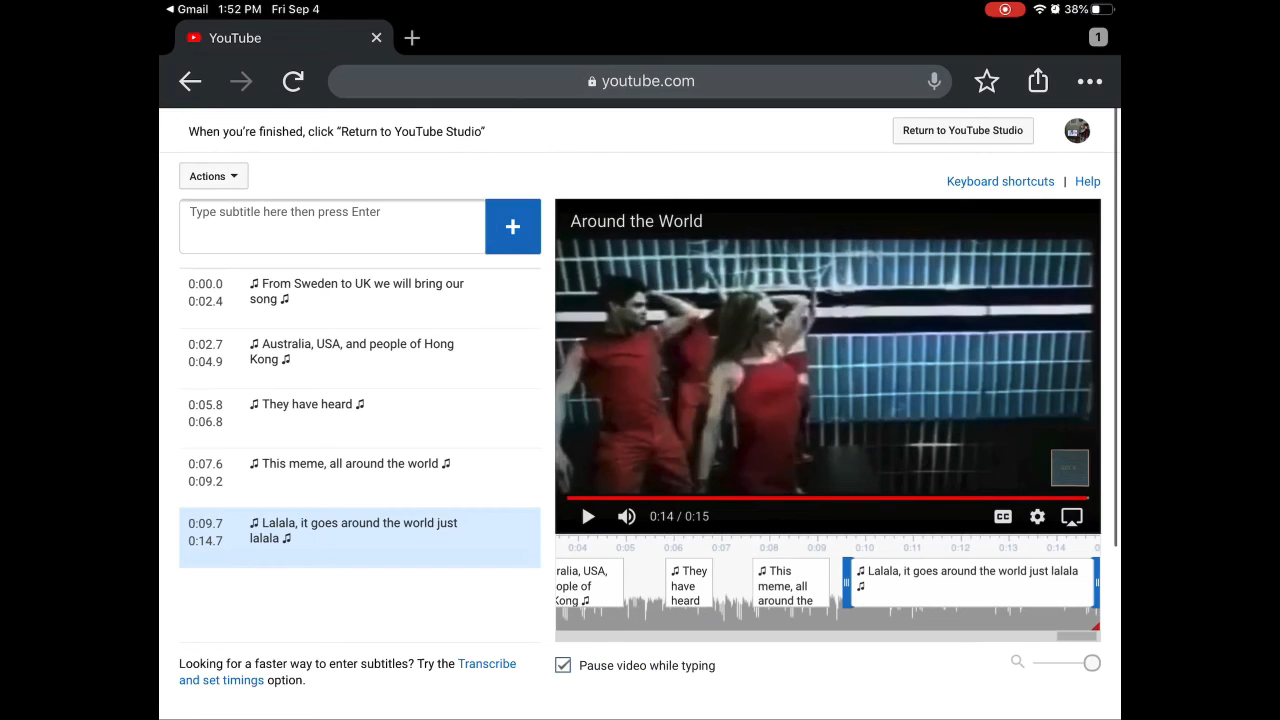 Gmail 1:52 PM Fri Sep 4 38%
YouTube
1
youtube.com
When you're finished, click “Return to YouTube Studio”
Return to YouTube Studio
Actions
Keyboard shortcuts | Help
Type subtitle here then press Enter
+
0:00.0
0:02.4
♫ From Sweden to UK we will bring our
song ♫
0:02.7
0:04.9
♫ Australia, USA, and people of Hong
Kong ♫
0:05.8
0:06.8
♫ They have heard ♫
0:07.6
0:09.2
♫ This meme, all around the world ♫
0:09.7
0:14.7
♫ Lalala, it goes around the world just
lalala ♫
Looking for a faster way to enter subtitles? Try the Transcribe
and set timings option.
Around the World
0:14 / 0:15
CC
0:04 0:05 0:06 0:07 0:08 0:09 0:10 0:11 0:12 0:13 0:14 0
ralia, USA,
ople of
Kong ♫
♫ They
have
heard
♫ This
meme, all
around the
♫ Lalala, it goes around the world just lalala
♫
Pause video while typing